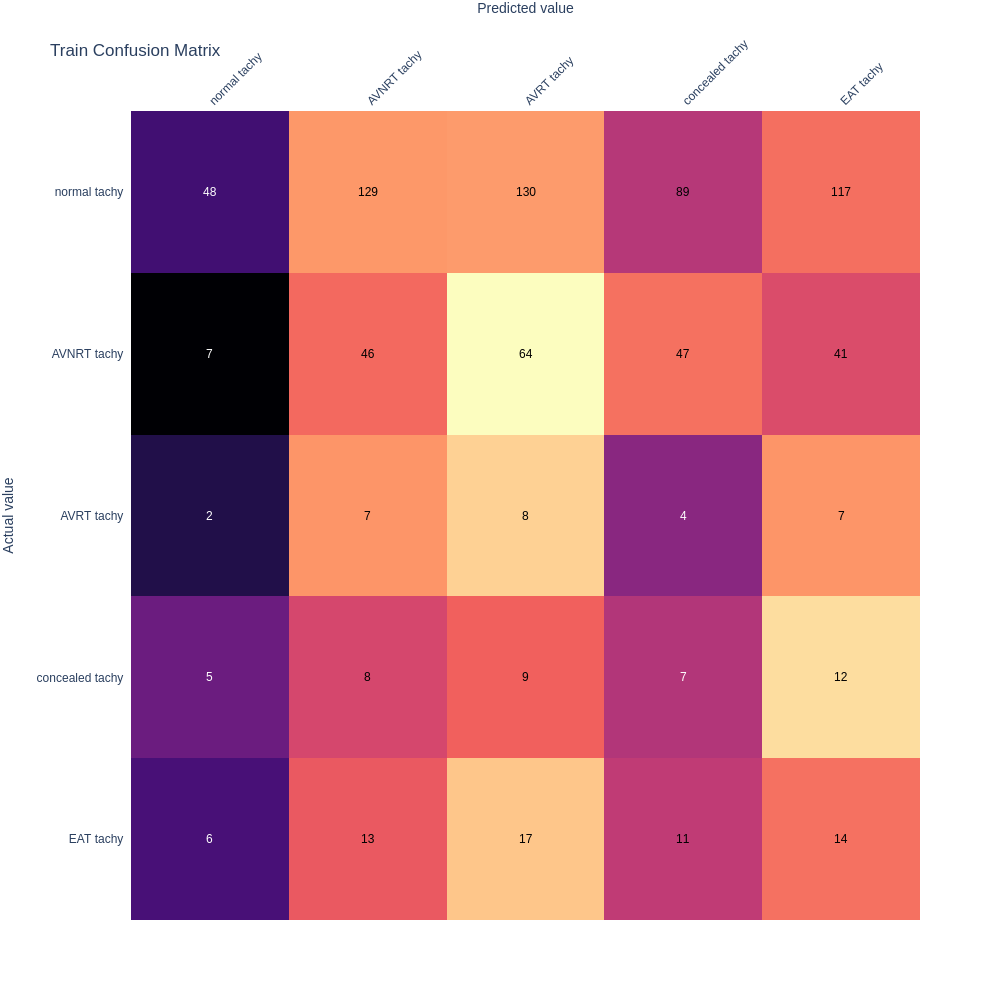 Predicted value
Train Confusion Matrix
normal tachy AVNRT tachy AVRT tachy concealed tachy EAT tachy
normal tachy 48 129 130 89 117
AVNRT tachy 7 46 64 47 41
Actual value
AVRT tachy 2 7 8 4 7
concealed tachy 5 8 9 7 12
EAT tachy 6 13 17 11 14